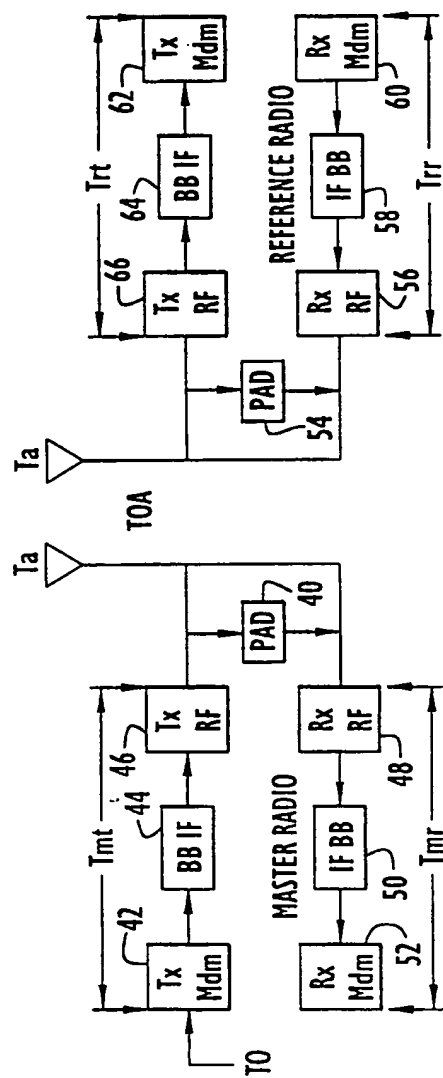 Ta
Ta
TOA
Tmt
42
44
46
Tx
Mdm
BB IF
Tx
RF
TO
PAD
40
MASTER RADIO
Rx
Mdm
IF BB
Rx
RF
52
50
48
Tmr
Trt
66
64
62
Tx
RF
BB IF
Tx
Mdm
PAD
54
REFERENCE RADIO
Rx
RF
IF BB
Rx
Mdm
56
58
60
Trr